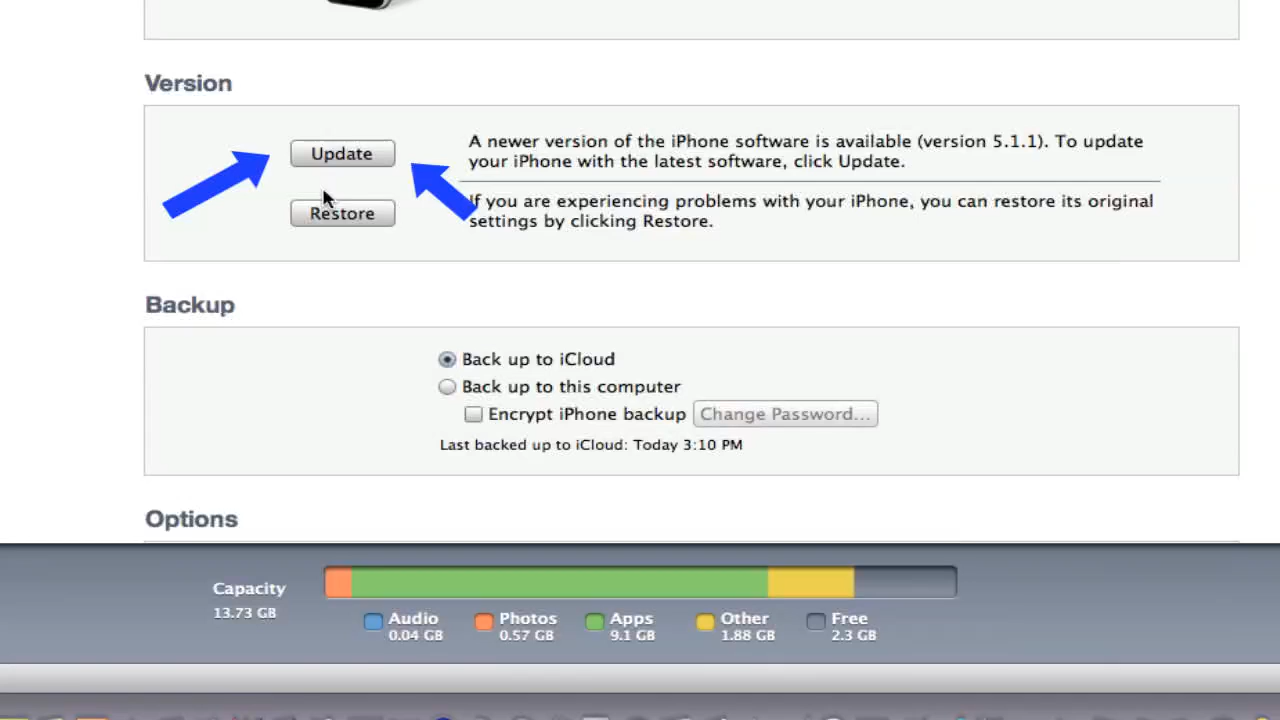 Version
Update
A newer version of the iPhone software is available (version 5.1.1). To update
your iPhone with the latest software, click Update.
Restore
If you are experiencing problems with your iPhone, you can restore its original
settings by clicking Restore.
Backup
Back up to iCloud
Back up to this computer
Encrypt iPhone backup Change Password...
Last backed up to iCloud: Today 3:10 PM
Options
Capacity
13.73 GB
Audio
0.04 GB
Photos
0.57 GB
Apps
9.1 GB
Other
1.88 GB
Free
2.3 GB